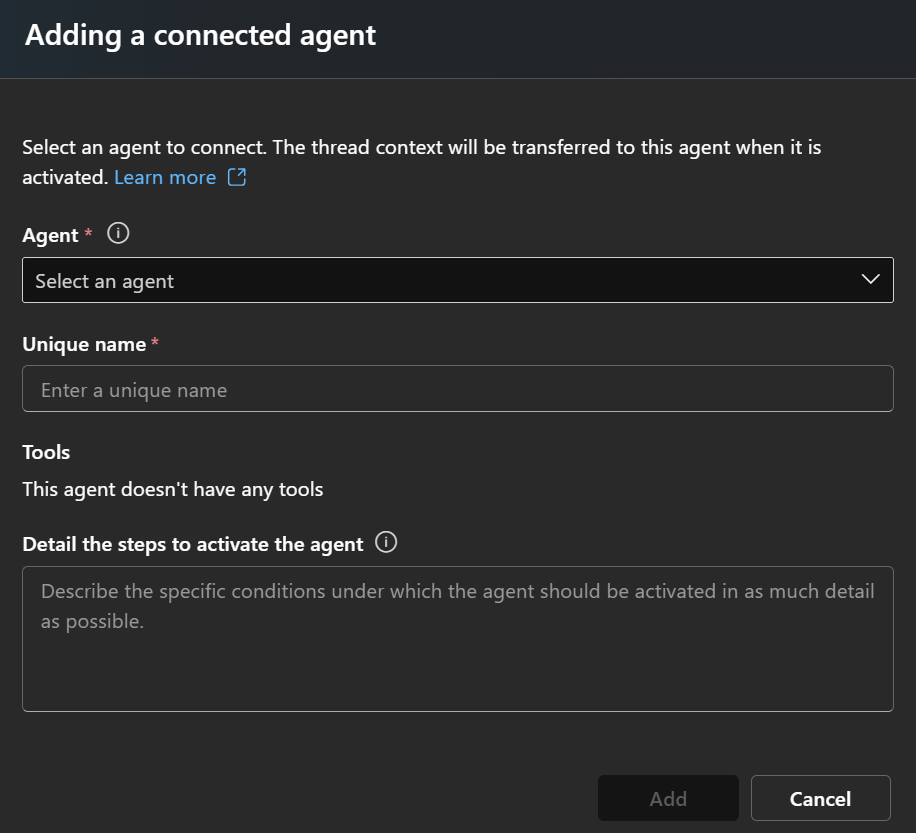 Adding a connected agent
Select an agent to connect. The thread context will be transferred to this agent when it is
activated. Learn more
Agent *
Select an agent
Unique name *
Enter a unique name
Tools
This agent doesn't have any tools
Detail the steps to activate the agent
Describe the specific conditions under which the agent should be activated in as much detail
as possible.
Add
Cancel